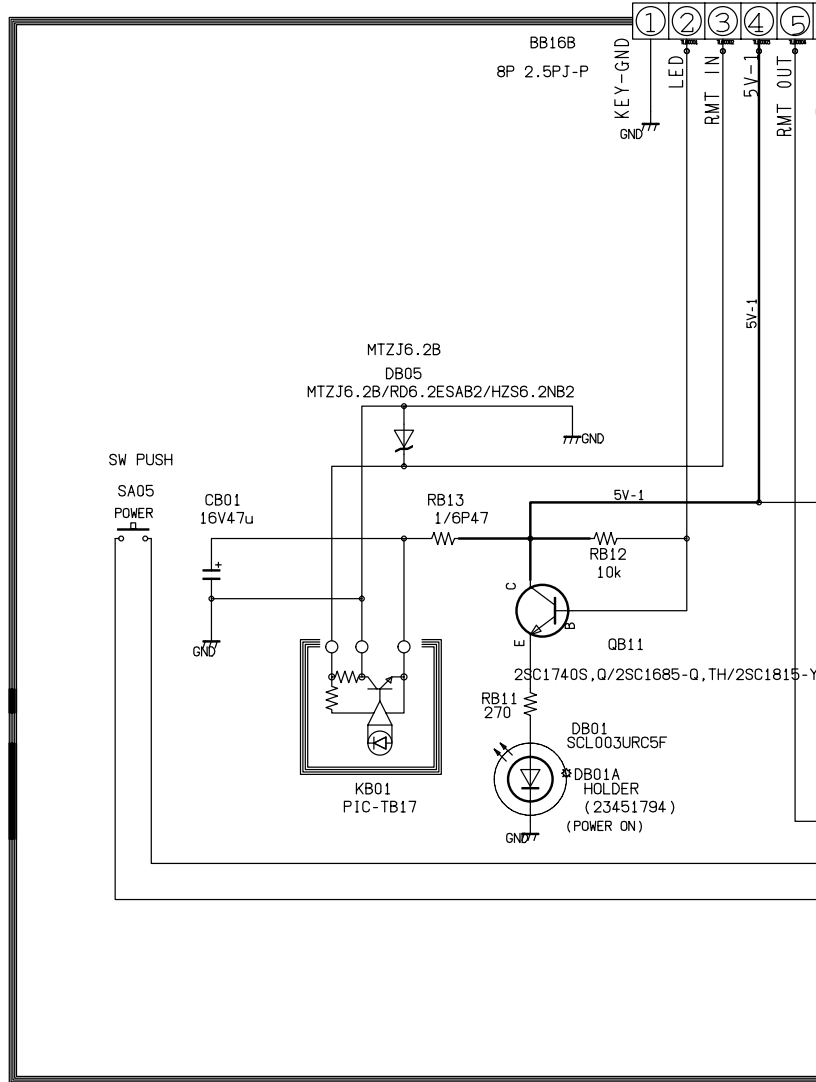 1 2 3 4 5
BB16B
8P 2.5PJ-P
KEY-GND
LED
RMT IN
5V-1
RMT OUT
GND
5V-1
MTZJ6.2B
DB05
MTZJ6.2B/RD6.2ESAB2/HZS6.2NB2
GND
SW PUSH
SA05
POWER
CB01
16V47u
+
RB13
1/6P47
5V-1
RB12
10k
C
B
E
GND
QB11
2SC1740S,Q/2SC1685-Q,TH/2SC1815-Y
RB11
270
DB01
SCL003URC5F
DB01A
HOLDER
(23451794)
(POWER ON)
GND
KB01
PIC-TB17